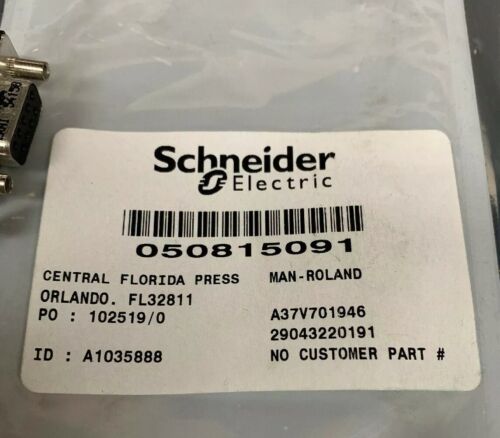 Schneider
Electric
050815091
CENTRAL FLORIDA PRESS
ORLANDO. FL32811
PO : 102519/0
ID : A1035888
MAN-ROLAND
A37V701946
29043220191
NO CUSTOMER PART #